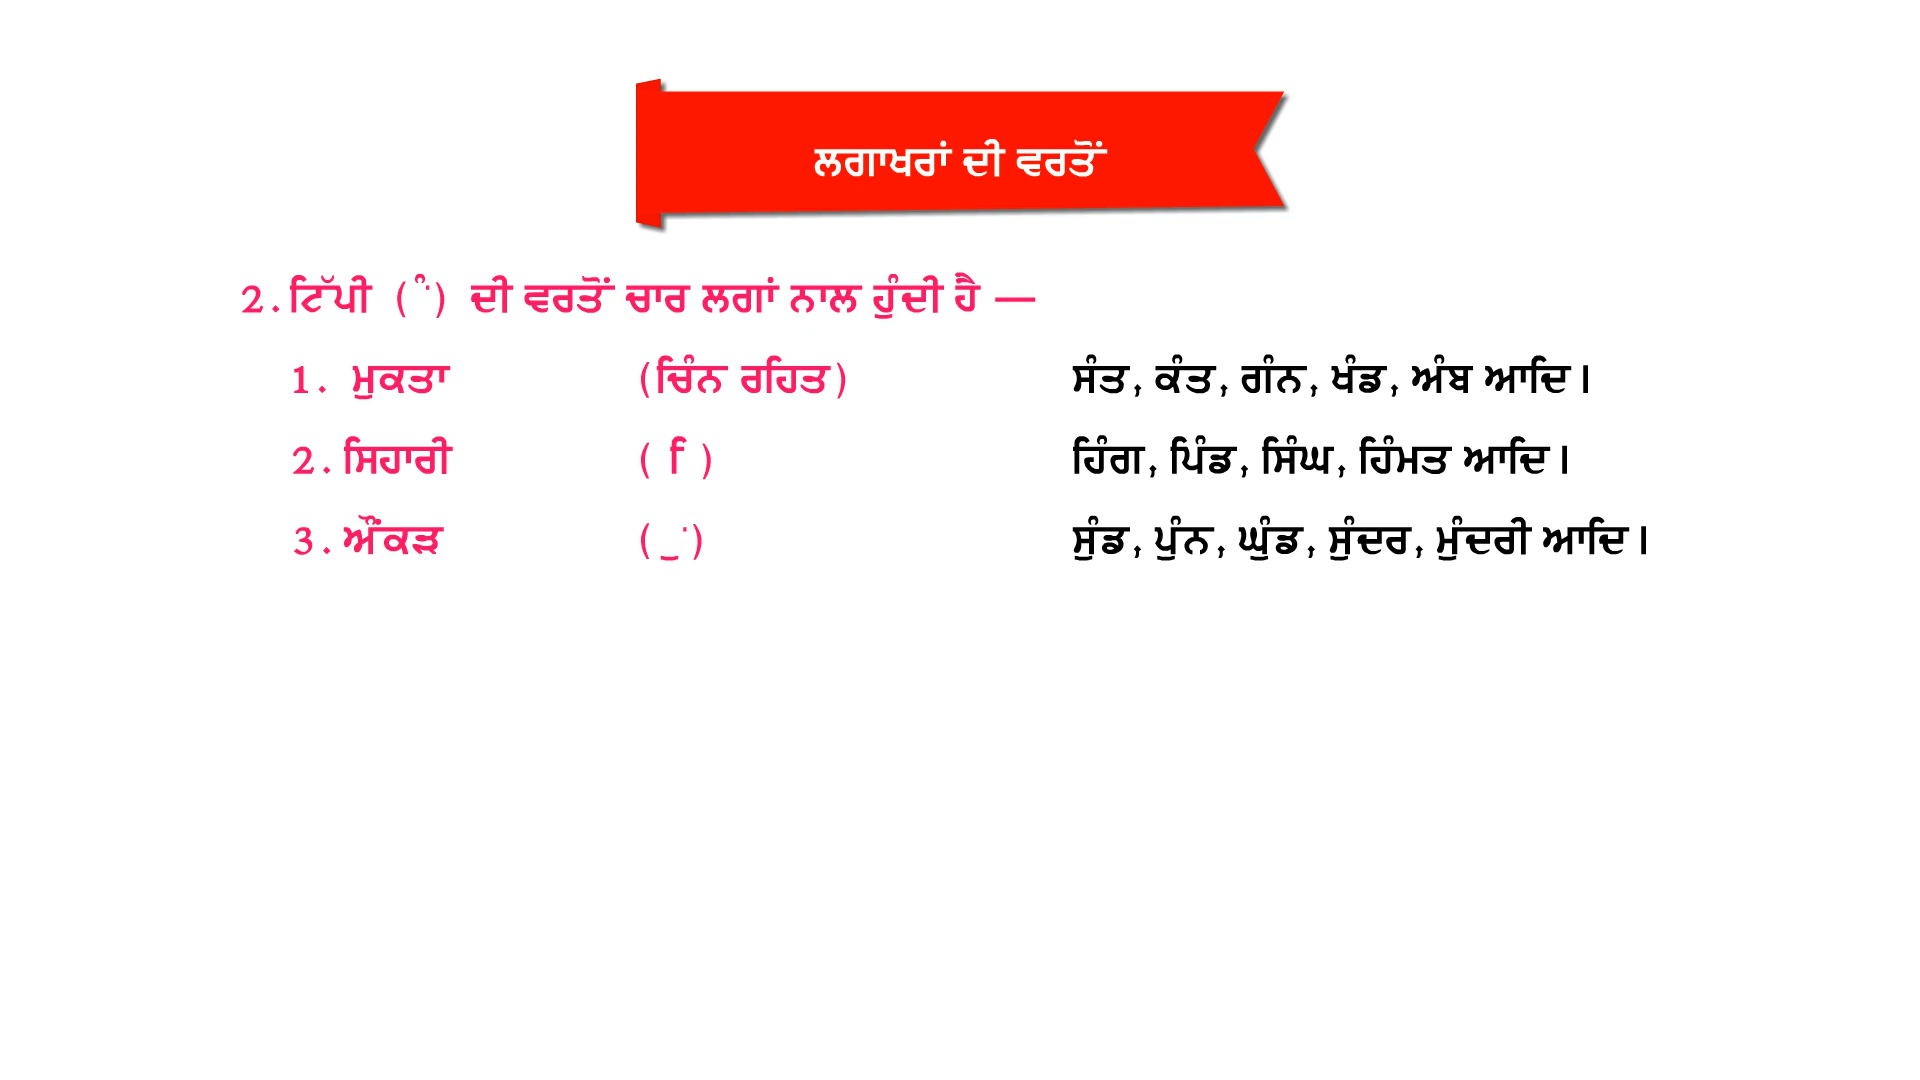 ਲਗਾਖਰਾਂ ਦੀ ਵਰਤੋਂ
2.ਟਿੱਪੀ ( ੰ ) ਦੀ ਵਰਤੋਂ ਚਾਰ ਲਗਾਂ ਨਾਲ ਹੁੰਦੀ ਹੈ —
1. ਮੁਕਤਾ (ਚਿੰਨ ਰਹਿਤ) ਸੰਤ, ਕੰਤ, ਗੰਨ, ਖੰਡ, ਅੰਬ ਆਦਿ।
2.ਸਿਹਾਰੀ ( ਿ ) ਹਿੰਗ, ਪਿੰਡ, ਸਿੰਘ, ਹਿੰਮਤ ਆਦਿ।
3.ਔਂਕੜ ( ੁ ) ਸੁੰਡ, ਪੁੰਨ, ਘੁੰਡ, ਸੁੰਦਰ, ਮੁੰਦਰੀ ਆਦਿ।